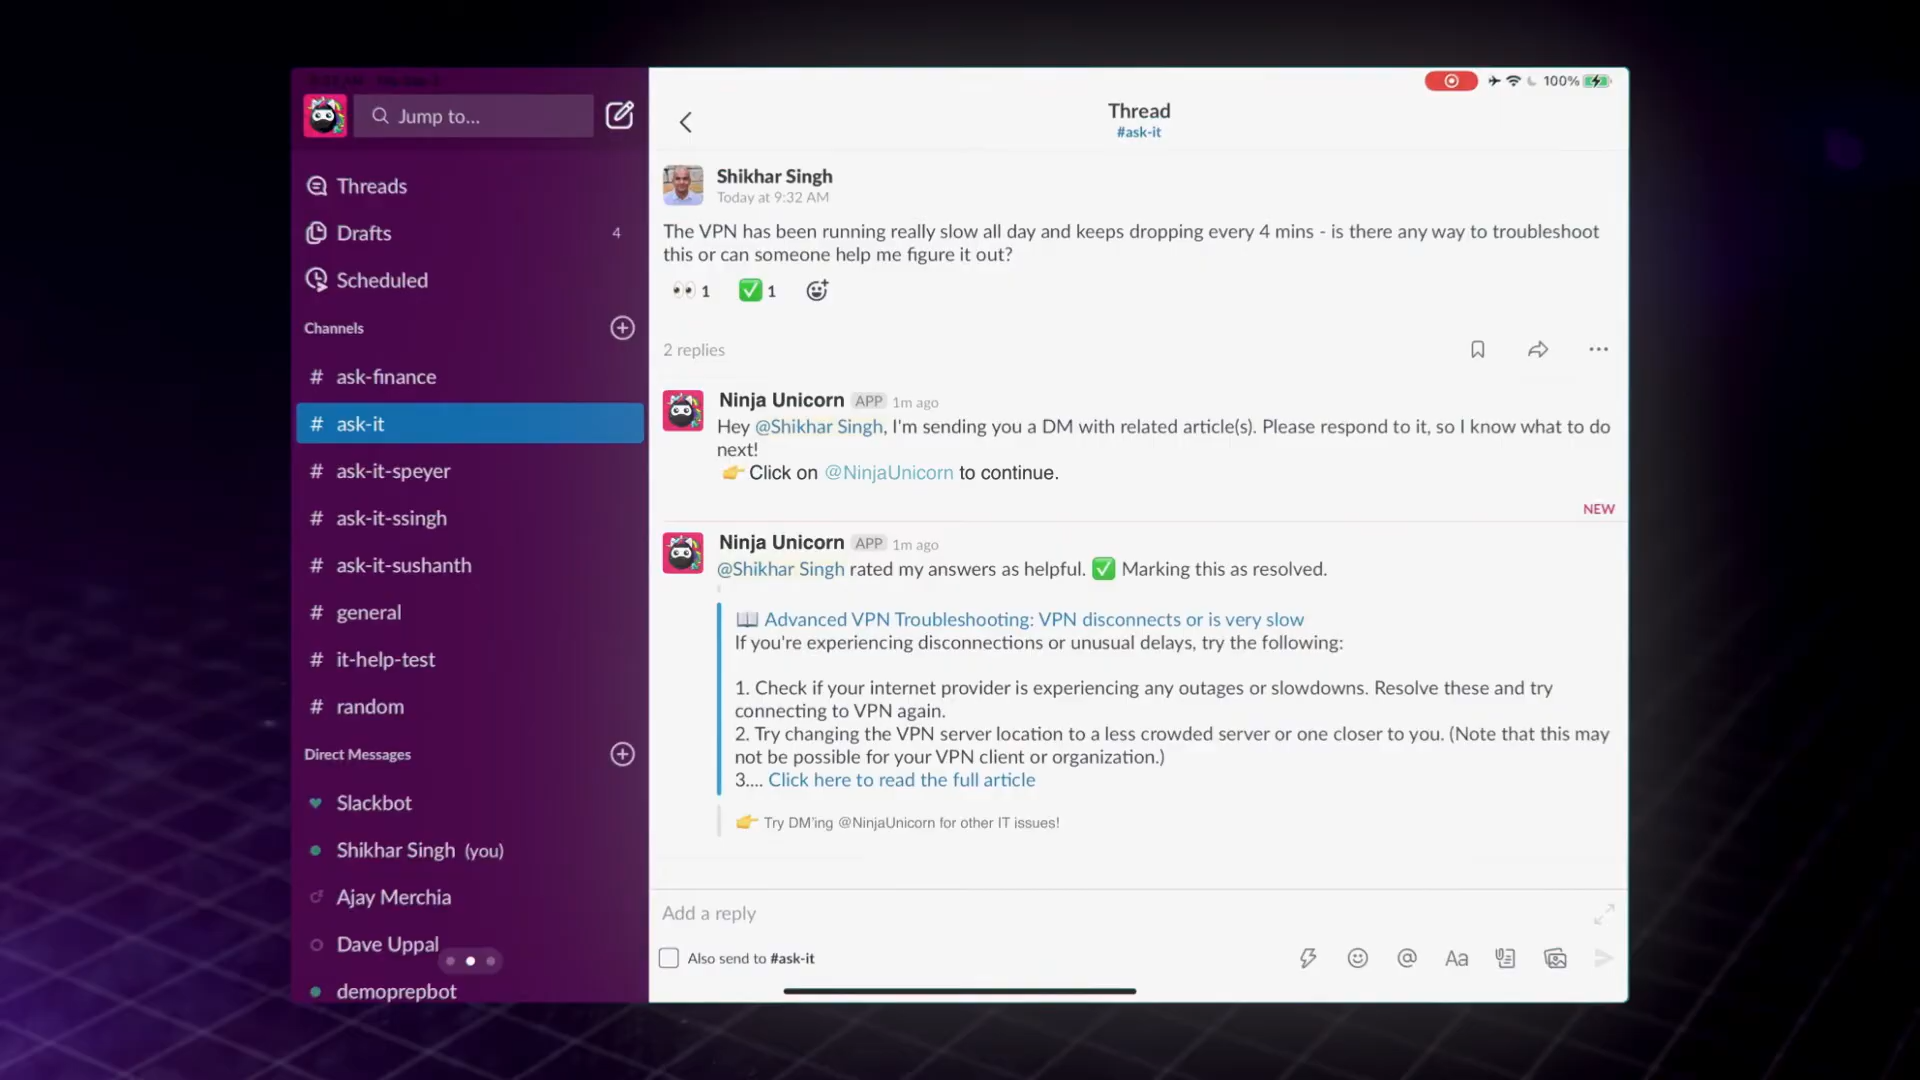 Jump to...
Threads
Drafts 4
Scheduled
Channels
# ask-finance
# ask-it
# ask-it-speyer
# ask-it-ssingh
# ask-it-sushanth
# general
# it-help-test
# random
Direct Messages
Slackbot
Shikhar Singh (you)
Ajay Merchia
Dave Uppal
demoprepbot
100%
Thread
#ask-it
Shikhar Singh
Today at 9:32 AM
The VPN has been running really slow all day and keeps dropping every 4 mins - is there any way to troubleshoot
this or can someone help me figure it out?
1 1
2 replies
Ninja Unicorn APP 1m ago
Hey @Shikhar Singh, I'm sending you a DM with related article(s). Please respond to it, so I know what to do
next!
Click on @NinjaUnicorn to continue.
NEW
Ninja Unicorn APP 1m ago
@Shikhar Singh rated my answers as helpful. Marking this as resolved.
Advanced VPN Troubleshooting: VPN disconnects or is very slow
If you're experiencing disconnections or unusual delays, try the following:
1. Check if your internet provider is experiencing any outages or slowdowns. Resolve these and try
connecting to VPN again.
2. Try changing the VPN server location to a less crowded server or one closer to you. (Note that this may
not be possible for your VPN client or organization.)
3.... Click here to read the full article
Try DM'ing @NinjaUnicorn for other IT issues!
Add a reply
Also send to #ask-it
Aa